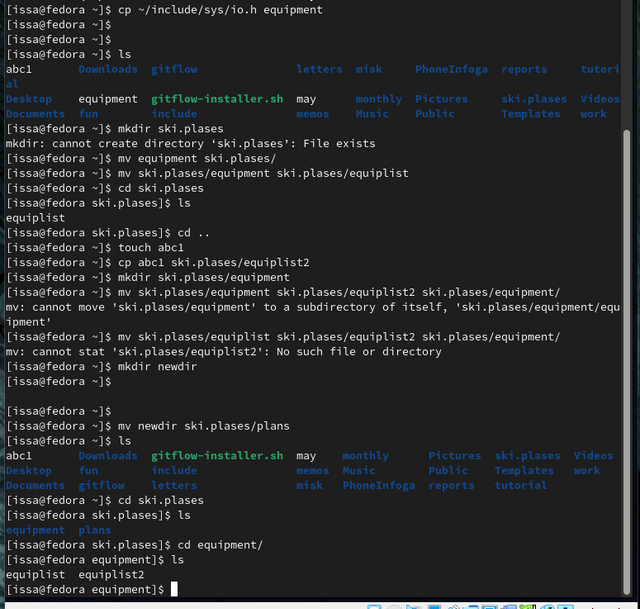 [issa@fedora ~]$ cp ~/include/sys/io.h equipment
[issa@fedora ~]$
[issa@fedora ~]$
[issa@fedora ~]$ ls
abc1 Downloads gitflow letters misk PhoneInfoga reports tutori
al
Desktop equipment gitflow-installer.sh may monthly Pictures ski.plases Videos
Documents fun include memos Music Public Templates work
[issa@fedora ~]$ mkdir ski.plases
mkdir: cannot create directory ‘ski.plases’: File exists
[issa@fedora ~]$ mv equipment ski.plases/
[issa@fedora ~]$ mv ski.plases/equipment ski.plases/equiplist
[issa@fedora ~]$ cd ski.plases
[issa@fedora ski.plases]$ ls
equiplist
[issa@fedora ski.plases]$ cd ..
[issa@fedora ~]$ touch abc1
[issa@fedora ~]$ cp abc1 ski.plases/equiplist2
[issa@fedora ~]$ mkdir ski.plases/equipment
[issa@fedora ~]$ mv ski.plases/equipment ski.plases/equiplist2 ski.plases/equipment/
mv: cannot move 'ski.plases/equipment' to a subdirectory of itself, 'ski.plases/equipment/equ
ipment'
[issa@fedora ~]$ mv ski.plases/equiplist ski.plases/equiplist2 ski.plases/equipment/
mv: cannot stat 'ski.plases/equiplist2': No such file or directory
[issa@fedora ~]$ mkdir newdir
[issa@fedora ~]$
[issa@fedora ~]$
[issa@fedora ~]$ mv newdir ski.plases/plans
[issa@fedora ~]$ ls
abc1 Downloads gitflow-installer.sh may monthly Pictures ski.plases Videos
Desktop fun include memos Music Public Templates work
Documents gitflow letters misk PhoneInfoga reports tutorial
[issa@fedora ~]$ cd ski.plases
[issa@fedora ski.plases]$ ls
equipment plans
[issa@fedora ski.plases]$ cd equipment/
[issa@fedora equipment]$ ls
equiplist equiplist2
[issa@fedora equipment]$